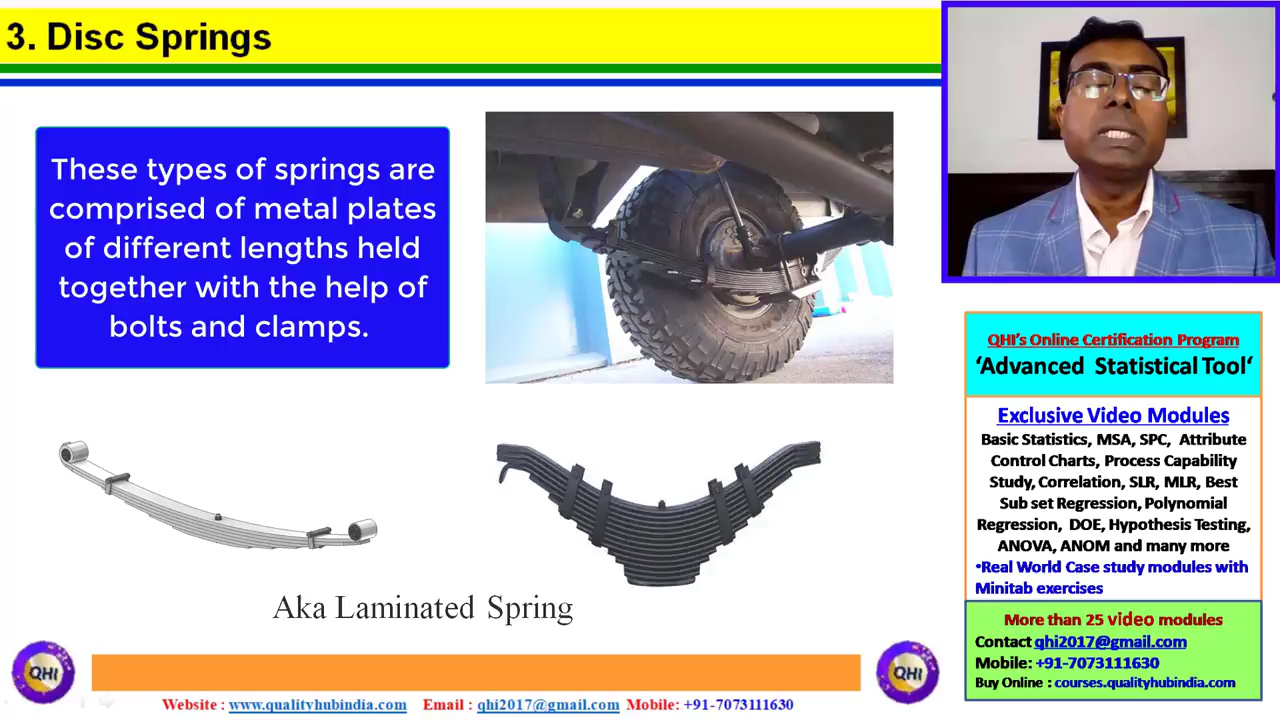 3. Disc Springs
These types of springs are
comprised of metal plates
of different lengths held
together with the help of
bolts and clamps.
Aka Laminated Spring
QHI
QHI
Website : www.qualityhubindia.com Email : qhi2017@gmail.com Mobile: +91-7073111630
QHI's Online Certification Program
'Advanced Statistical Tool'
Exclusive Video Modules
Basic Statistics, MSA, SPC, Attribute
Control Charts, Process Capability
Study, Correlation, SLR, MLR, Best
Sub set Regression, Polynomial
Regression, DOE, Hypothesis Testing,
ANOVA, ANOM and many more
•Real World Case study modules with
Minitab exercises
More than 25 video modules
Contact qhi2017@gmail.com
Mobile: +91-7073111630
Buy Online : courses.qualityhubindia.com